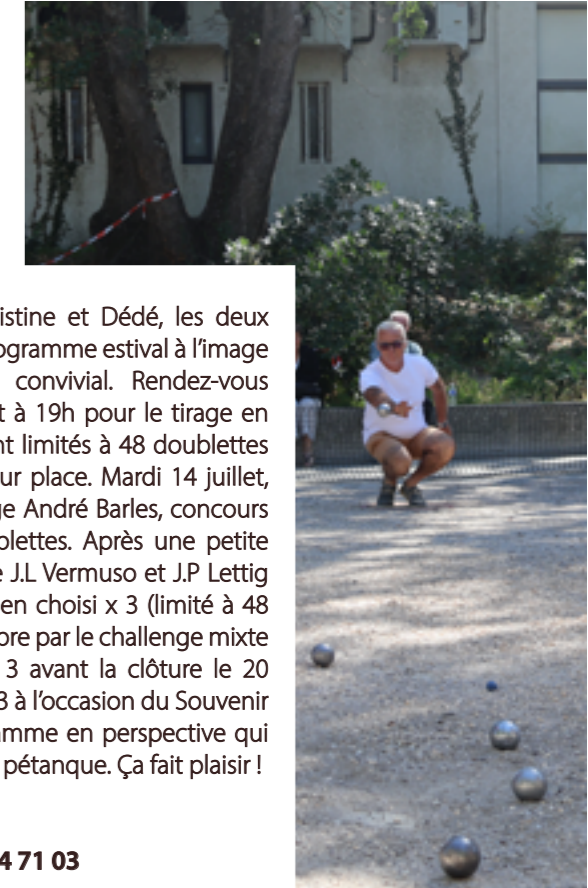 istine et Dédé, les deux
ogramme estival à l'image
convivial. Rendez-vous
t à 19h pour le tirage en
nt limités à 48 doublettes
ur place. Mardi 14 juillet,
ge André Barles, concours
blettes. Après une petite
e J.L Vermuso et J.P Lettig
en choisi x 3 (limité à 48
bre par le challenge mixte
3 avant la clôture le 20
3 à l'occasion du Souvenir
amme en perspective qui
pétanque. Ça fait plaisir !
4 71 03